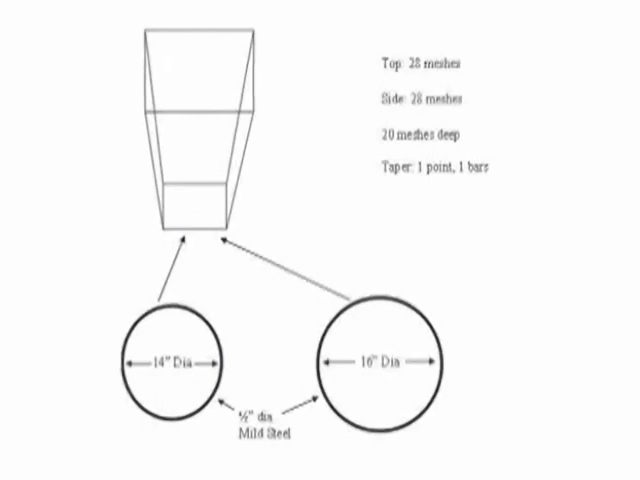 Top: 28 meshes
Side: 28 meshes
20 meshes deep
Taper: 1 point, 1 bars
14" Dia
16" Dia
½" dia
Mild Steel